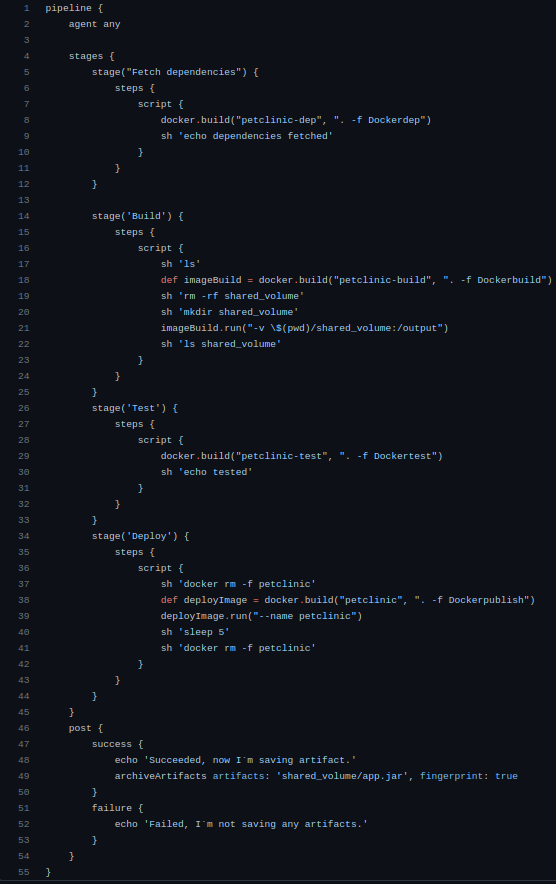 1 pipeline {
2 agent any
3
4 stages {
5 stage("Fetch dependencies") {
6 steps {
7 script {
8 docker.build("petclinic-dep", ". -f Dockerdep")
9 sh 'echo dependencies fetched'
10 }
11 }
12 }
13
14 stage('Build') {
15 steps {
16 script {
17 sh 'ls'
18 def imageBuild = docker.build("petclinic-build", ". -f Dockerbuild")
19 sh 'rm -rf shared_volume'
20 sh 'mkdir shared_volume'
21 imageBuild.run("-v \$(pwd)/shared_volume:/output")
22 sh 'ls shared_volume'
23 }
24 }
25 }
26 stage('Test') {
27 steps {
28 script {
29 docker.build("petclinic-test", ". -f Dockertest")
30 sh 'echo tested'
31 }
32 }
33 }
34 stage('Deploy') {
35 steps {
36 script {
37 sh 'docker rm -f petclinic'
38 def deployImage = docker.build("petclinic", ". -f Dockerpublish")
39 deployImage.run("--name petclinic")
40 sh 'sleep 5'
41 sh 'docker rm -f petclinic'
42 }
43 }
44 }
45 }
46 post {
47 success {
48 echo 'Succeeded, now I`m saving artifact.'
49 archiveArtifacts artifacts: 'shared_volume/app.jar', fingerprint: true
50 }
51 failure {
52 echo 'Failed, I`m not saving any artifacts.'
53 }
54 }
55 }